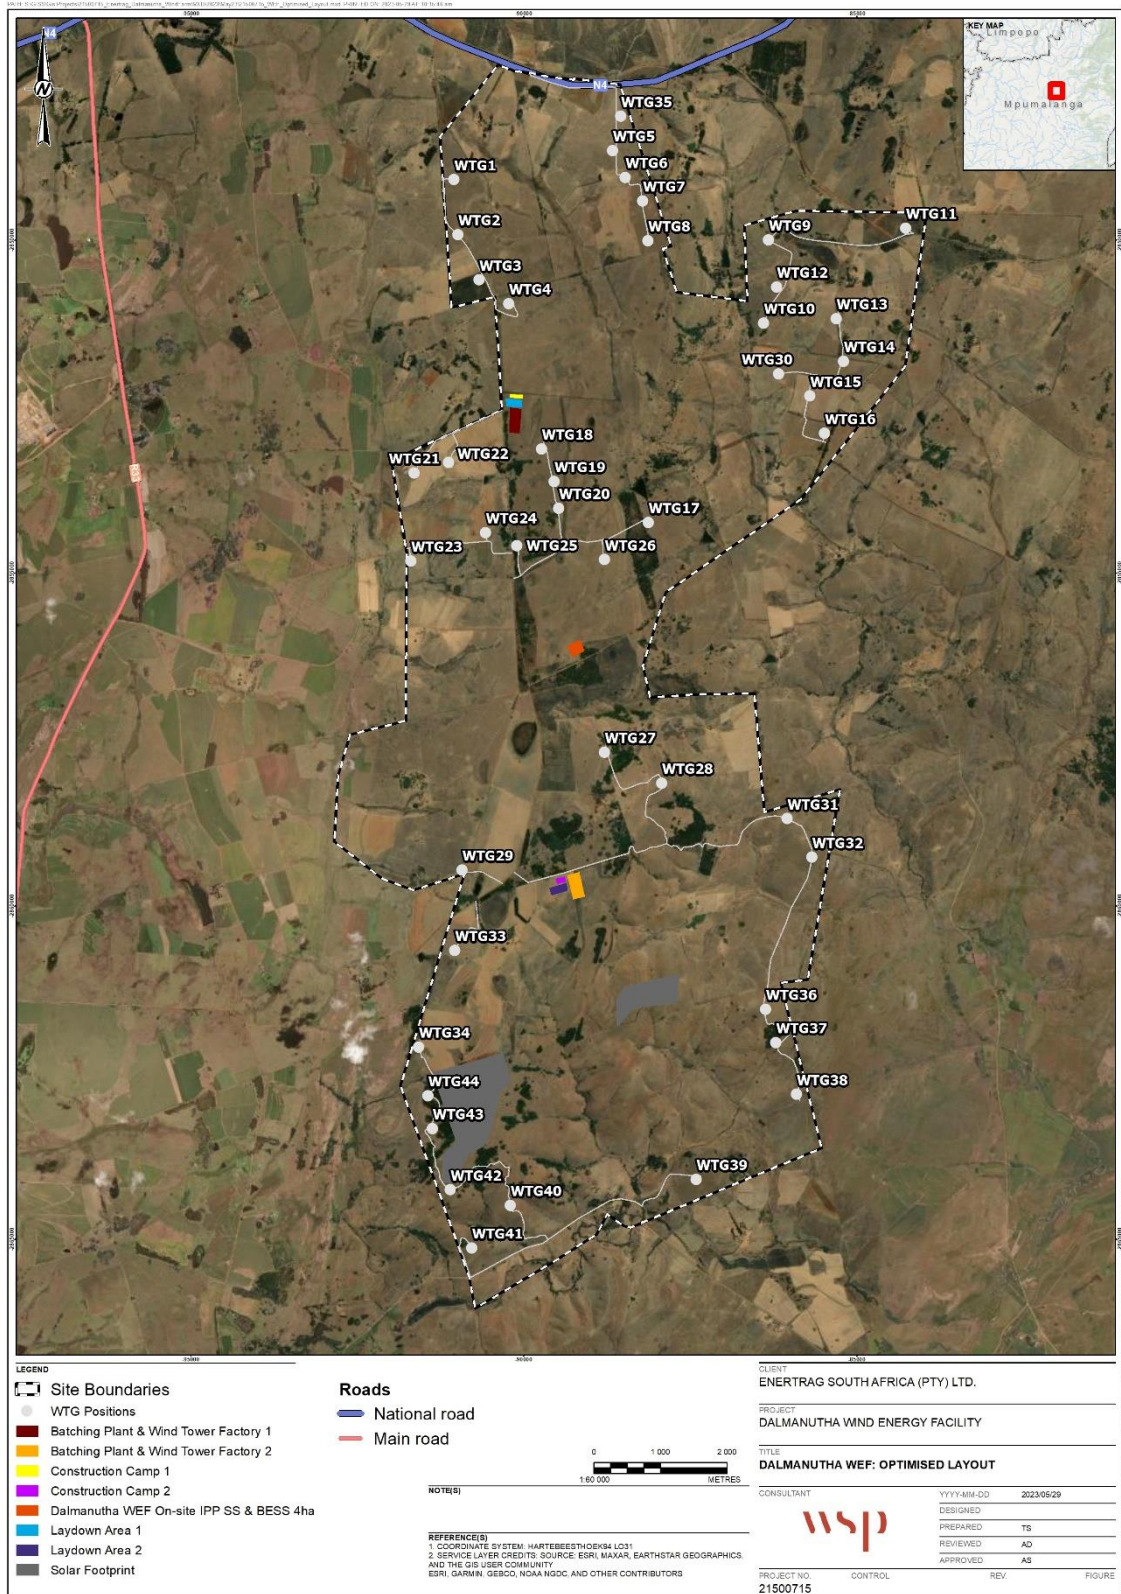 N4
KEY MAP
Limpopo
Mpumalanga
N4
WTG35
WTG5
WTG6
WTG1
WTG7
WTG11
WTG2
WTG8
WTG9
WTG3
WTG12
WTG4
WTG10
WTG13
WTG14
WTG30
WTG15
WTG16
WTG18
WTG22
WTG21
WTG19
WTG20
WTG17
WTG24
WTG23
WTG25
WTG26
WTG27
WTG28
WTG31
WTG32
WTG29
WTG33
WTG36
WTG34
WTG37
WTG44
WTG38
WTG43
WTG39
WTG42
WTG40
WTG41
LEGEND
Site Boundaries
WTG Positions
Batching Plant & Wind Tower Factory 1
Batching Plant & Wind Tower Factory 2
Construction Camp 1
Construction Camp 2
Dalmanutha WEF On-site IPP SS & BESS 4ha
Laydown Area 1
Laydown Area 2
Solar Footprint
Roads
National road
Main road
0 1 000 2 000
1:60 000 METRES
NOTE(S)
REFERENCE(S)
1. COORDINATE SYSTEM: HARTEBEESTHOEK94 LO31
2. SERVICE LAYER CREDITS: SOURCE: ESRI, MAXAR, EARTHSTAR GEOGRAPHICS,
AND THE GIS USER COMMUNITY
ESRI, GARMIN, GEBCO, NOAA NGDC, AND OTHER CONTRIBUTORS
CLIENT
ENERTRAG SOUTH AFRICA (PTY) LTD.
PROJECT
DALMANUTHA WIND ENERGY FACILITY
TITLE
DALMANUTHA WEF: OPTIMISED LAYOUT
CONSULTANT
wsp
YYYY-MM-DD 2023/05/29
DESIGNED
PREPARED TS
REVIEWED AD
APPROVED AS
PROJECT NO. CONTROL REV. FIGURE
21500715